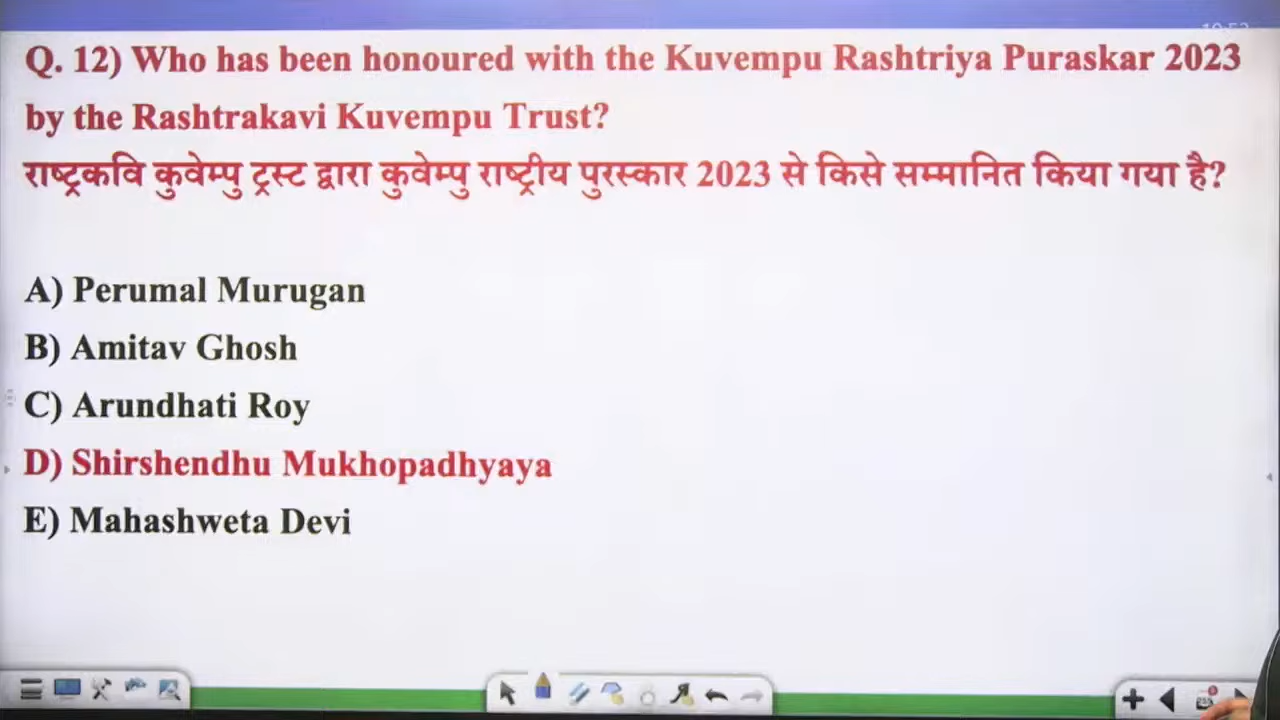 Q. 12) Who has been honoured with the Kuvempu Rashtriya Puraskar 2023
by the Rashtrakavi Kuvempu Trust?
राष्ट्रकवि कुवेम्पु ट्रस्ट द्वारा कुवेम्पु राष्ट्रीय पुरस्कार 2023 से किसे सम्मानित किया गया है?
A) Perumal Murugan
B) Amitav Ghosh
C) Arundhati Roy
D) Shirshendhu Mukhopadhyaya
E) Mahashweta Devi